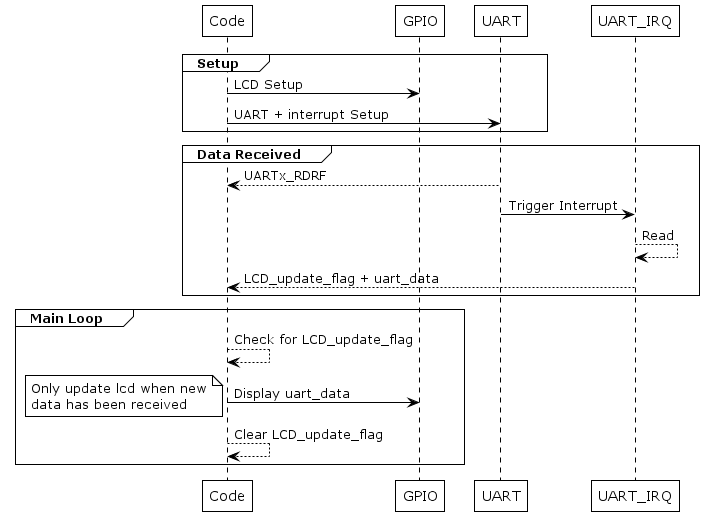 Code
GPIO
UART
UART_IRQ
Setup
LCD Setup
UART + interrupt Setup
Data Received
UARTx_RDRF
Trigger Interrupt
Read
LCD_update_flag + uart_data
Main Loop
Check for LCD_update_flag
Only update lcd when new
data has been received
Display uart_data
Clear LCD_update_flag
Code
GPIO
UART
UART_IRQ